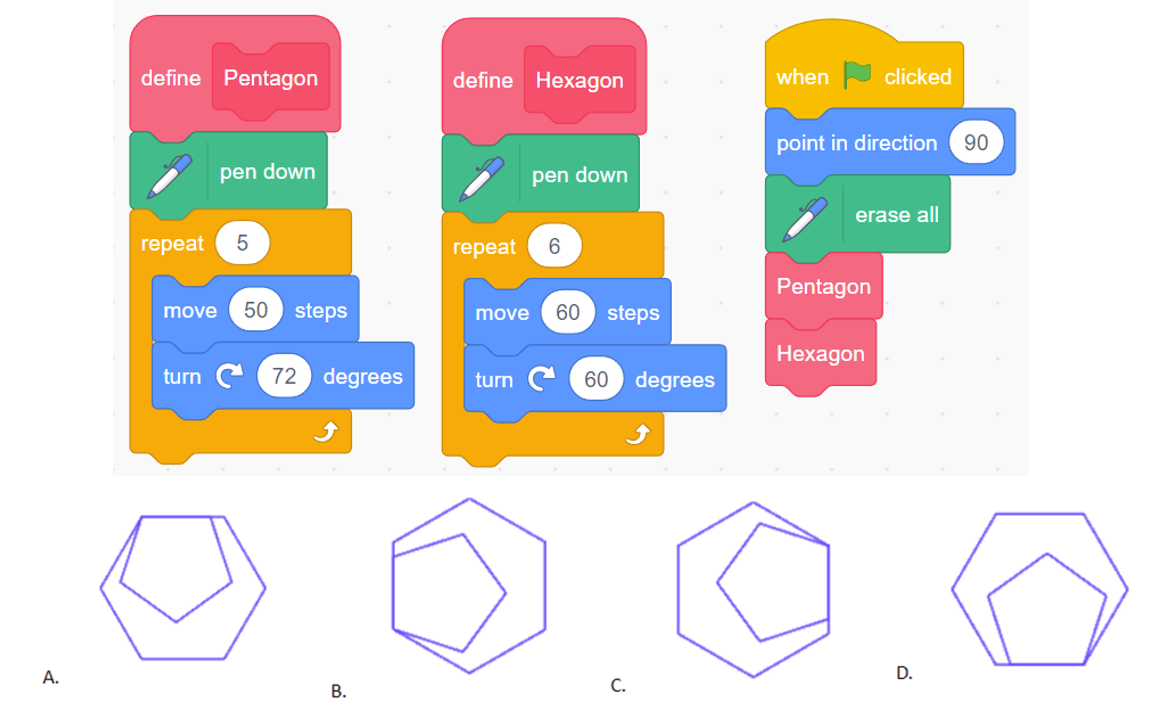 define Pentagon
pen down
repeat 5
move 50 steps
turn 72 degrees
define Hexagon
pen down
repeat 6
move 60 steps
turn 60 degrees
when clicked
point in direction 90
erase all
Pentagon
Hexagon
A.
B.
C.
D.